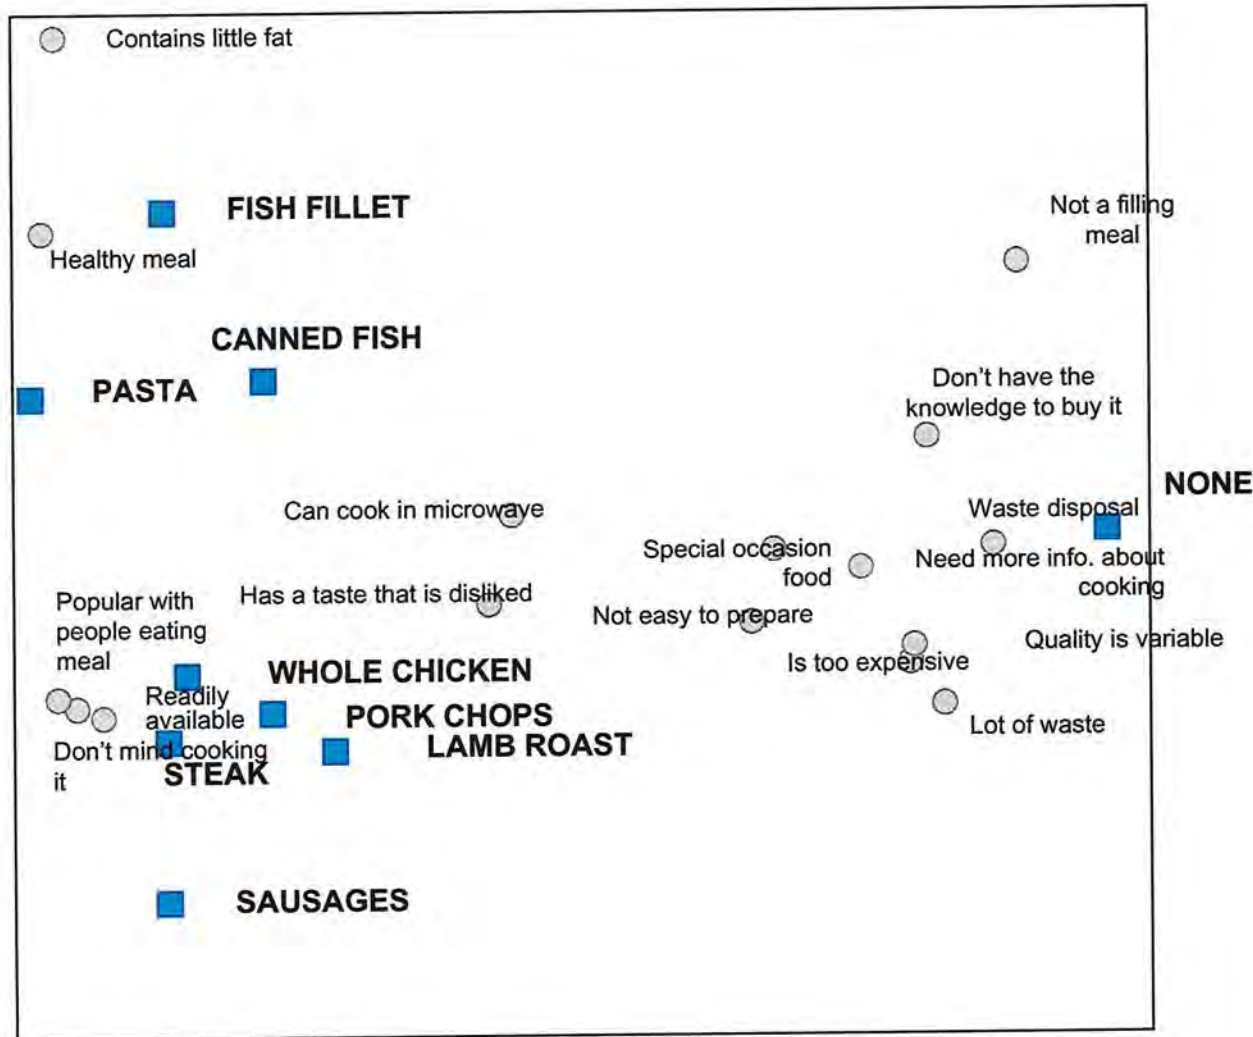 Contains little fat
FISH FILLET
Not a filling
meal
Healthy meal
CANNED FISH
PASTA
Don't have the
knowledge to buy it
NONE
Can cook in microwave
Waste disposal
Special occasion
food
Need more info. about
cooking
Has a taste that is disliked
Popular with
people eating
meal
Not easy to prepare
Quality is variable
Is too expensive
WHOLE CHICKEN
Readily
available
PORK CHOPS
Lot of waste
LAMB ROAST
Don't mind cooking
it
STEAK
SAUSAGES